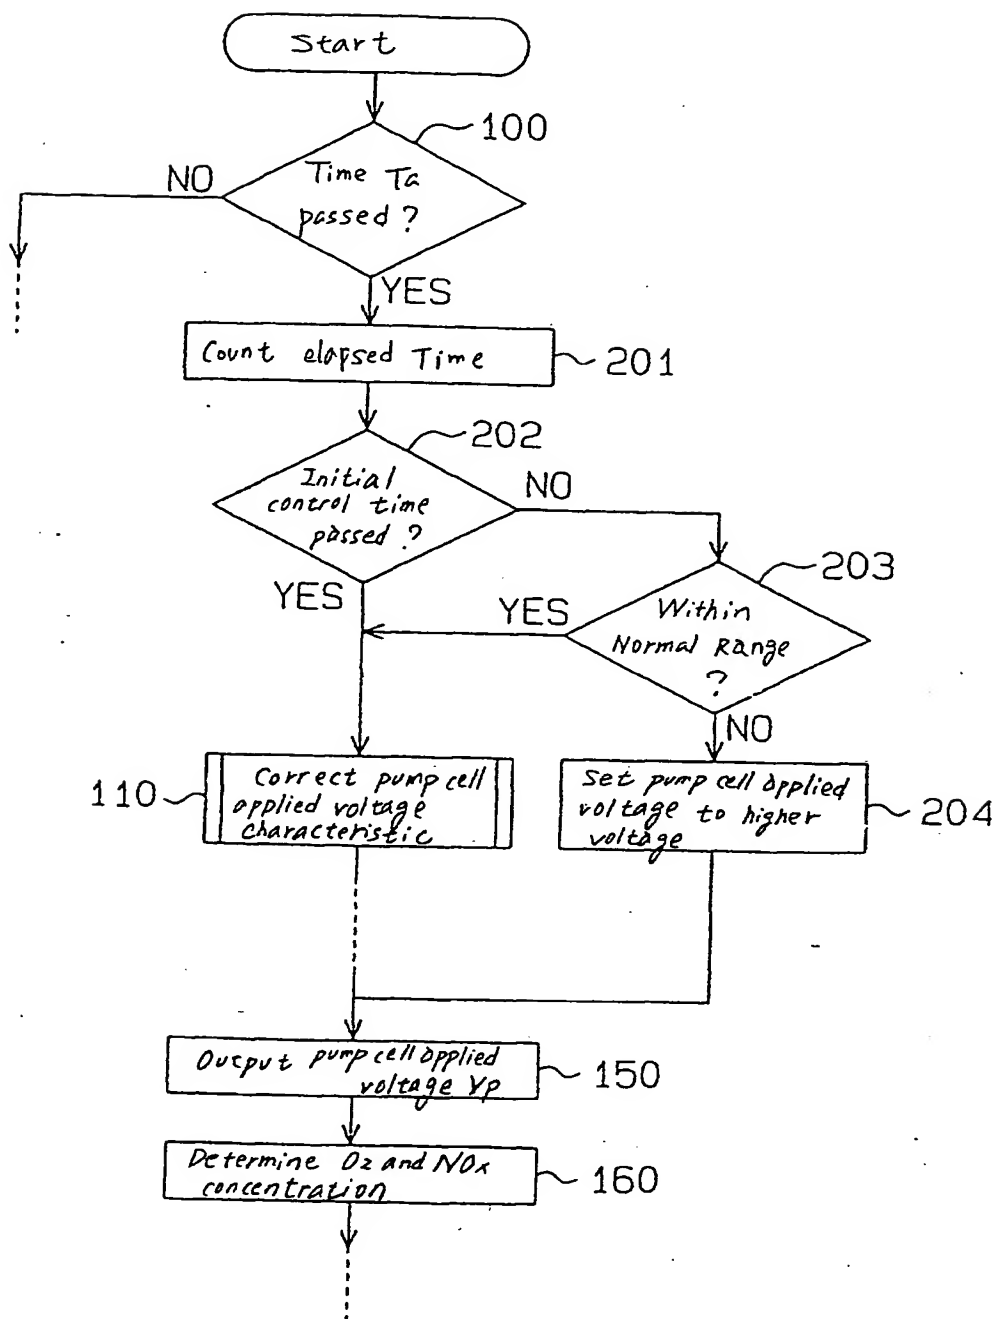 Start
100
NO
Time Ta
passed?
YES
Count elapsed Time
201
202
Initial
control time
passed?
NO
YES
203
YES
Within
Normal Range
?
NO
110
Correct pump cell
applied voltage
characteristic
Set pump cell applied
voltage to higher
voltage
204
Output pump cell applied
voltage Vp
150
Determine O2 and NOx
concentration
160